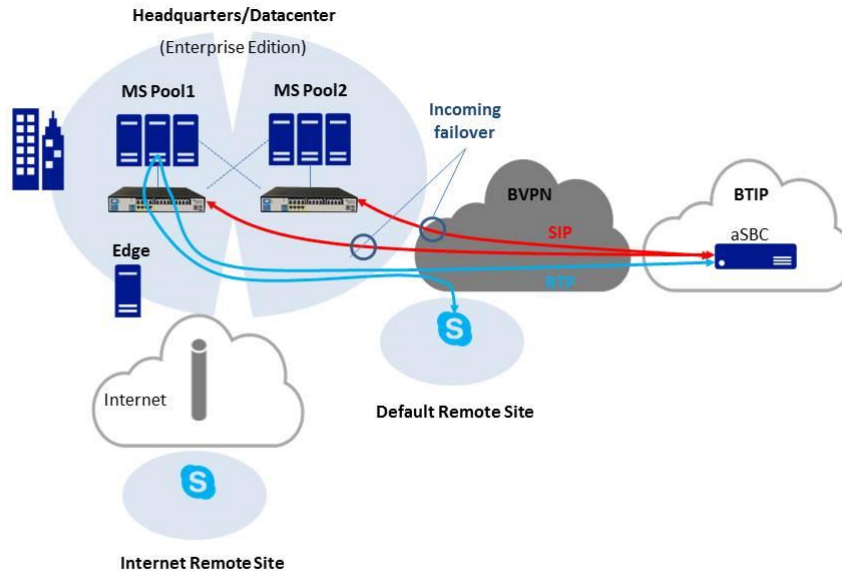 Headquarters/Datacenter
(Enterprise Edition)
MS Pool1
MS Pool2
Incoming
failover
BVPN
BTIP
SIP
aSBC
Edge
RTP
Internet
Default Remote Site
Internet Remote Site